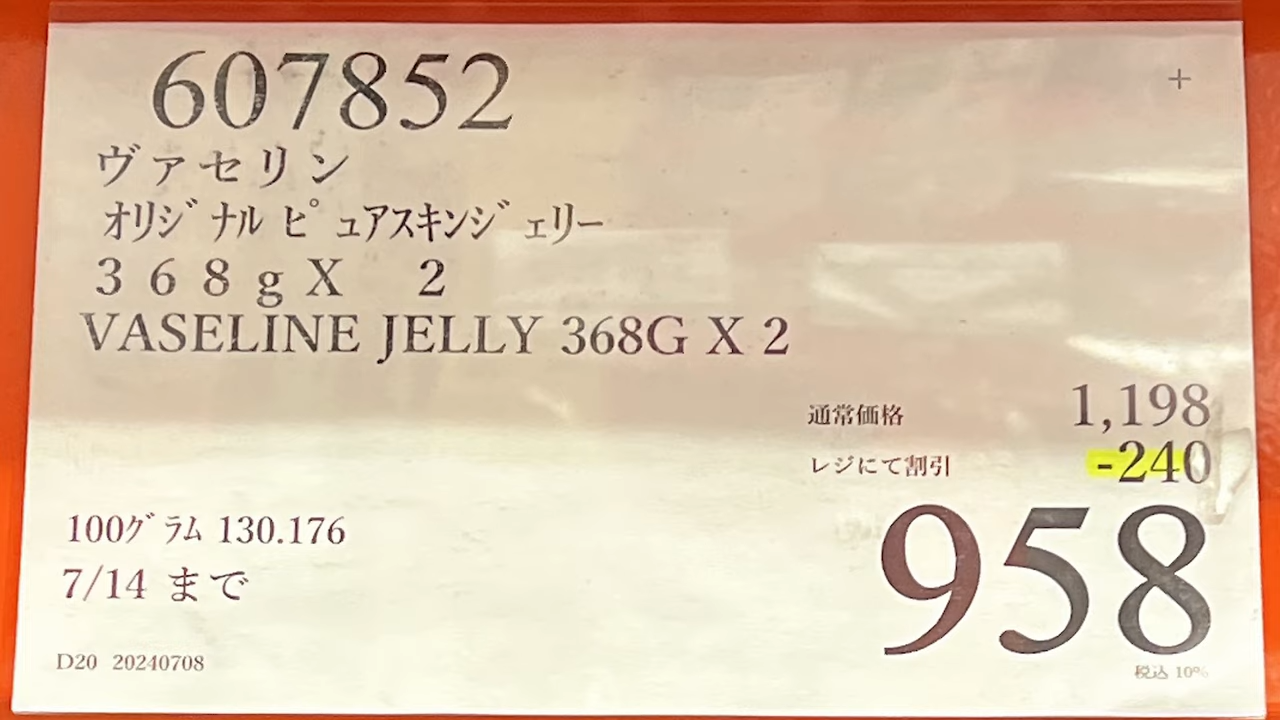 607852
ヴァセリン
オリジナル ピュアスキンジェリー
368gX 2
VASELINE JELLY 368G X 2
通常価格 1,198
レジにて割引 -240
958
税込 10%
100グラム 130.176
7/14 まで
D20 20240708